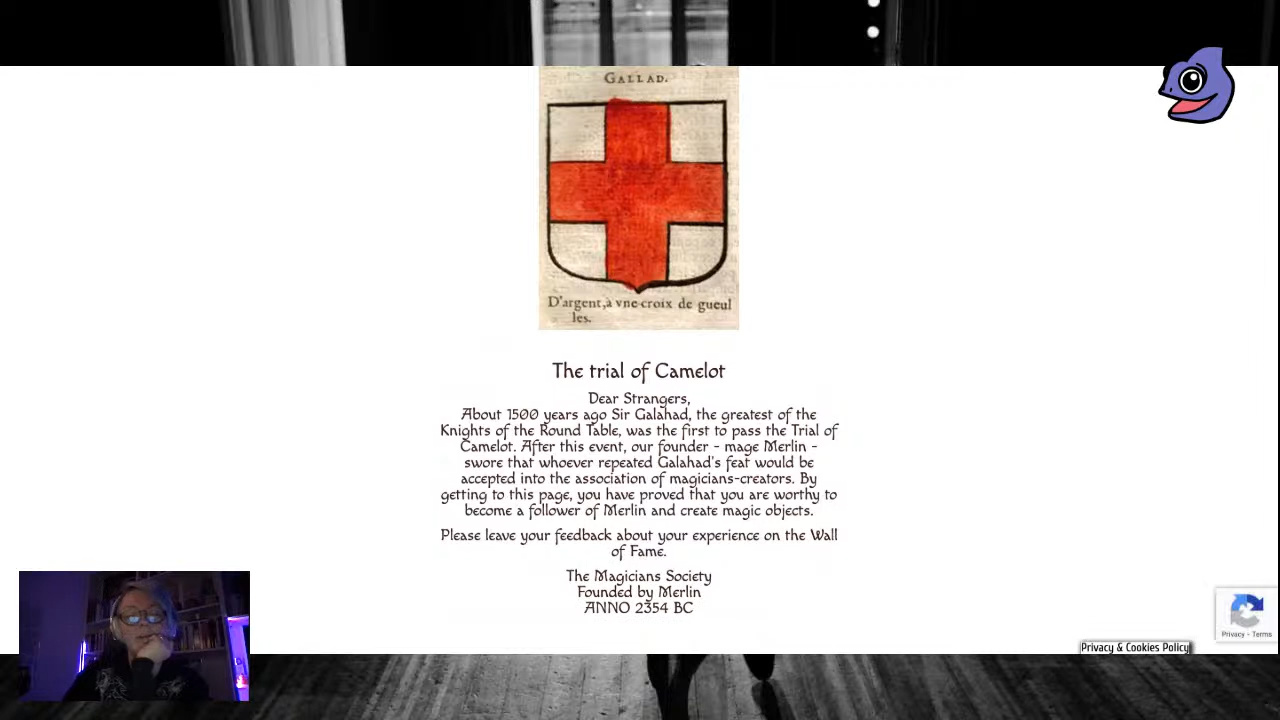 GALLAD.
D'argent,à vne croix de gueul
les.
The trial of Camelot
Dear Strangers,
About 1500 years ago Sir Galahad, the greatest of the
Knights of the Round Table, was the first to pass the Trial of
Camelot. After this event, our founder - mage Merlin -
swore that whoever repeated Galahad's feat would be
accepted into the association of magicians-creators. By
getting to this page, you have proved that you are worthy to
become a follower of Merlin and create magic objects.
Please leave your feedback about your experience on the Wall
of Fame.
The Magicians Society
Founded by Merlin
ANNO 2354 BC
Privacy - Terms
Privacy & Cookies Policy